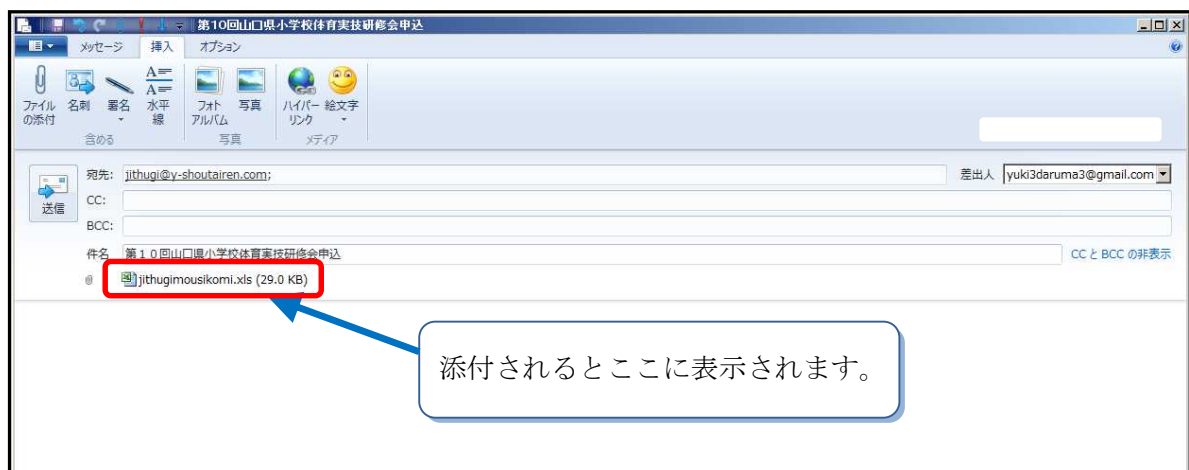 第10回山口県小学校体育実技研修会申込
メッセージ 挿入 オプション
ファイルの添付 名刺 署名 水平線 フォトアルバム 写真 ハイパーリンク 絵文字
含める 写真 メディア
宛先: jithugi@y-shoutairen.com; 差出人 yuki3daruma3@gmail.com
送信
CC:
BCC:
件名 第１０回山口県小学校体育実技研修会申込 CC と BCC の非表示
jithugimousikomi.xls (29.0 KB)
添付されるとここに表示されます。